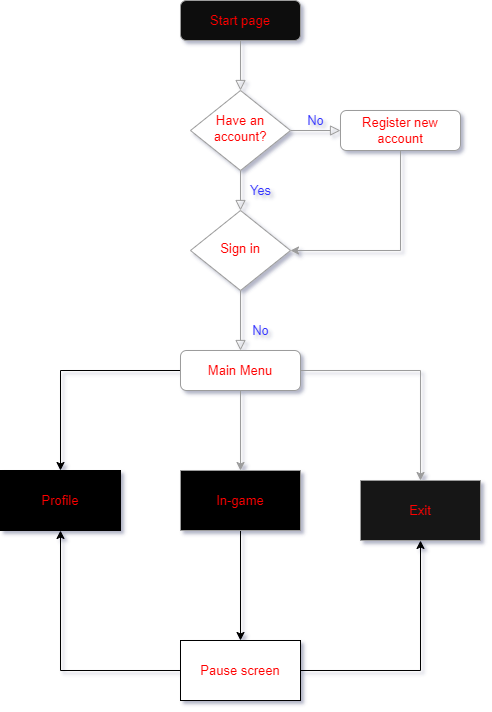 Start page
Have an
account?
No
Register new
account
Yes
Sign in
No
Main Menu
Profile
In-game
Exit
Pause screen